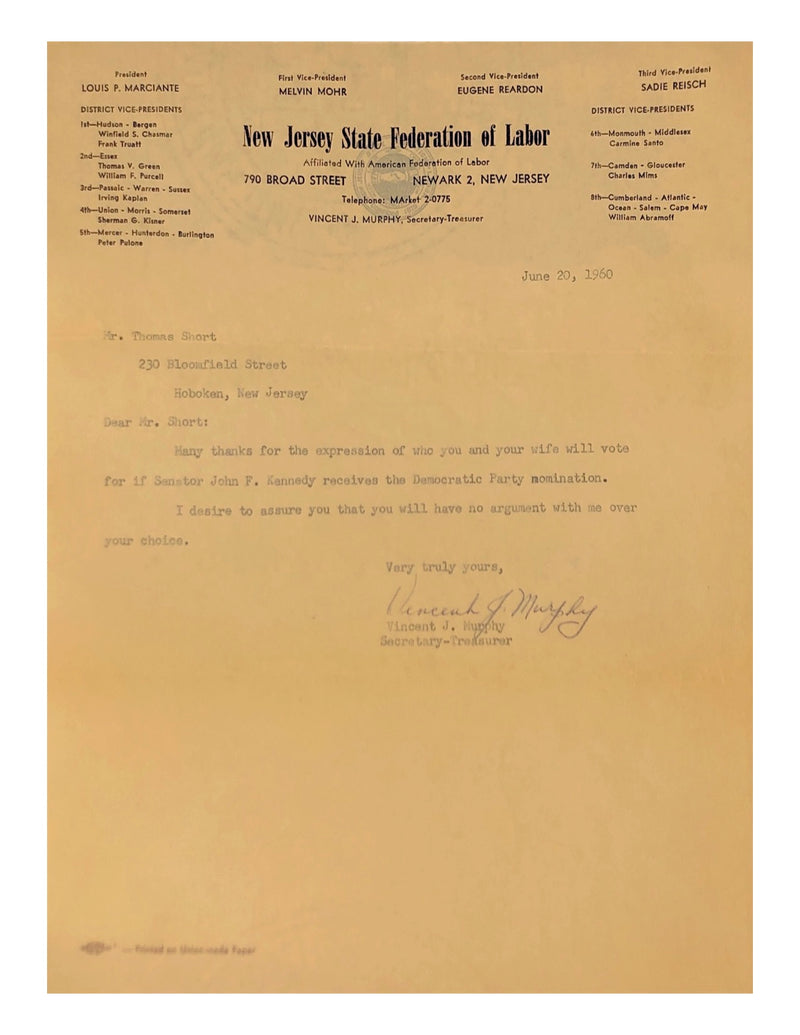 President
LOUIS P. MARCIANTE
First Vice-President
MELVIN MOHR
Second Vice-President
EUGENE REARDON
Third Vice-President
SADIE REISCH
DISTRICT VICE-PRESIDENTS
1st—Hudson - Bergen
Winfield S. Chasmar
Frank Truatt
2nd—Essex
Thomas V. Green
William F. Purcell
3rd—Passaic - Warren - Sussex
Irving Kaplan
4th—Union - Morris - Somerset
Sherman G. Kisner
5th—Mercer - Hunterdon - Burlington
Peter Pulone
New Jersey State Federation of Labor
Affiliated With American Federation of Labor
790 BROAD STREET NEWARK 2, NEW JERSEY
Telephone: MArket 2-0775
VINCENT J. MURPHY, Secretary-Treasurer
DISTRICT VICE-PRESIDENTS
6th—Monmouth - Middlesex
Carmine Santo
7th—Camden - Gloucester
Charles Mims
8th—Cumberland - Atlantic -
Ocean - Salem - Cape May
William Abramoff
June 20, 1960
Mr. Thomas Short
230 Bloomfield Street
Hoboken, New Jersey
Dear Mr. Short:
Many thanks for the expression of who you and your wife will vote
for if Senator John F. Kennedy receives the Democratic Party nomination.
I desire to assure you that you will have no argument with me over
your choice.
Very truly yours,
Vincent J. Murphy
Vincent J. Murphy
Secretary-Treasurer
— Printed on Union-made Paper